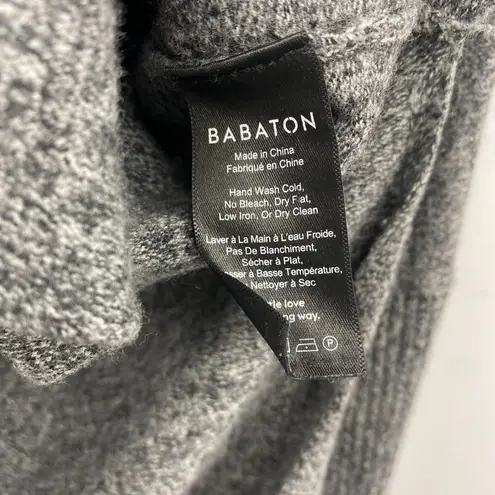 BABATON
Made in China
Fabriqué en Chine
Hand Wash Cold,
No Bleach, Dry Flat,
Low Iron, Or Dry Clean
Laver à La Main à L'eau Froide,
Pas De Blanchiment,
Sécher à Plat,
à Basse Température,
Nettoyer à Sec
love
way,
P